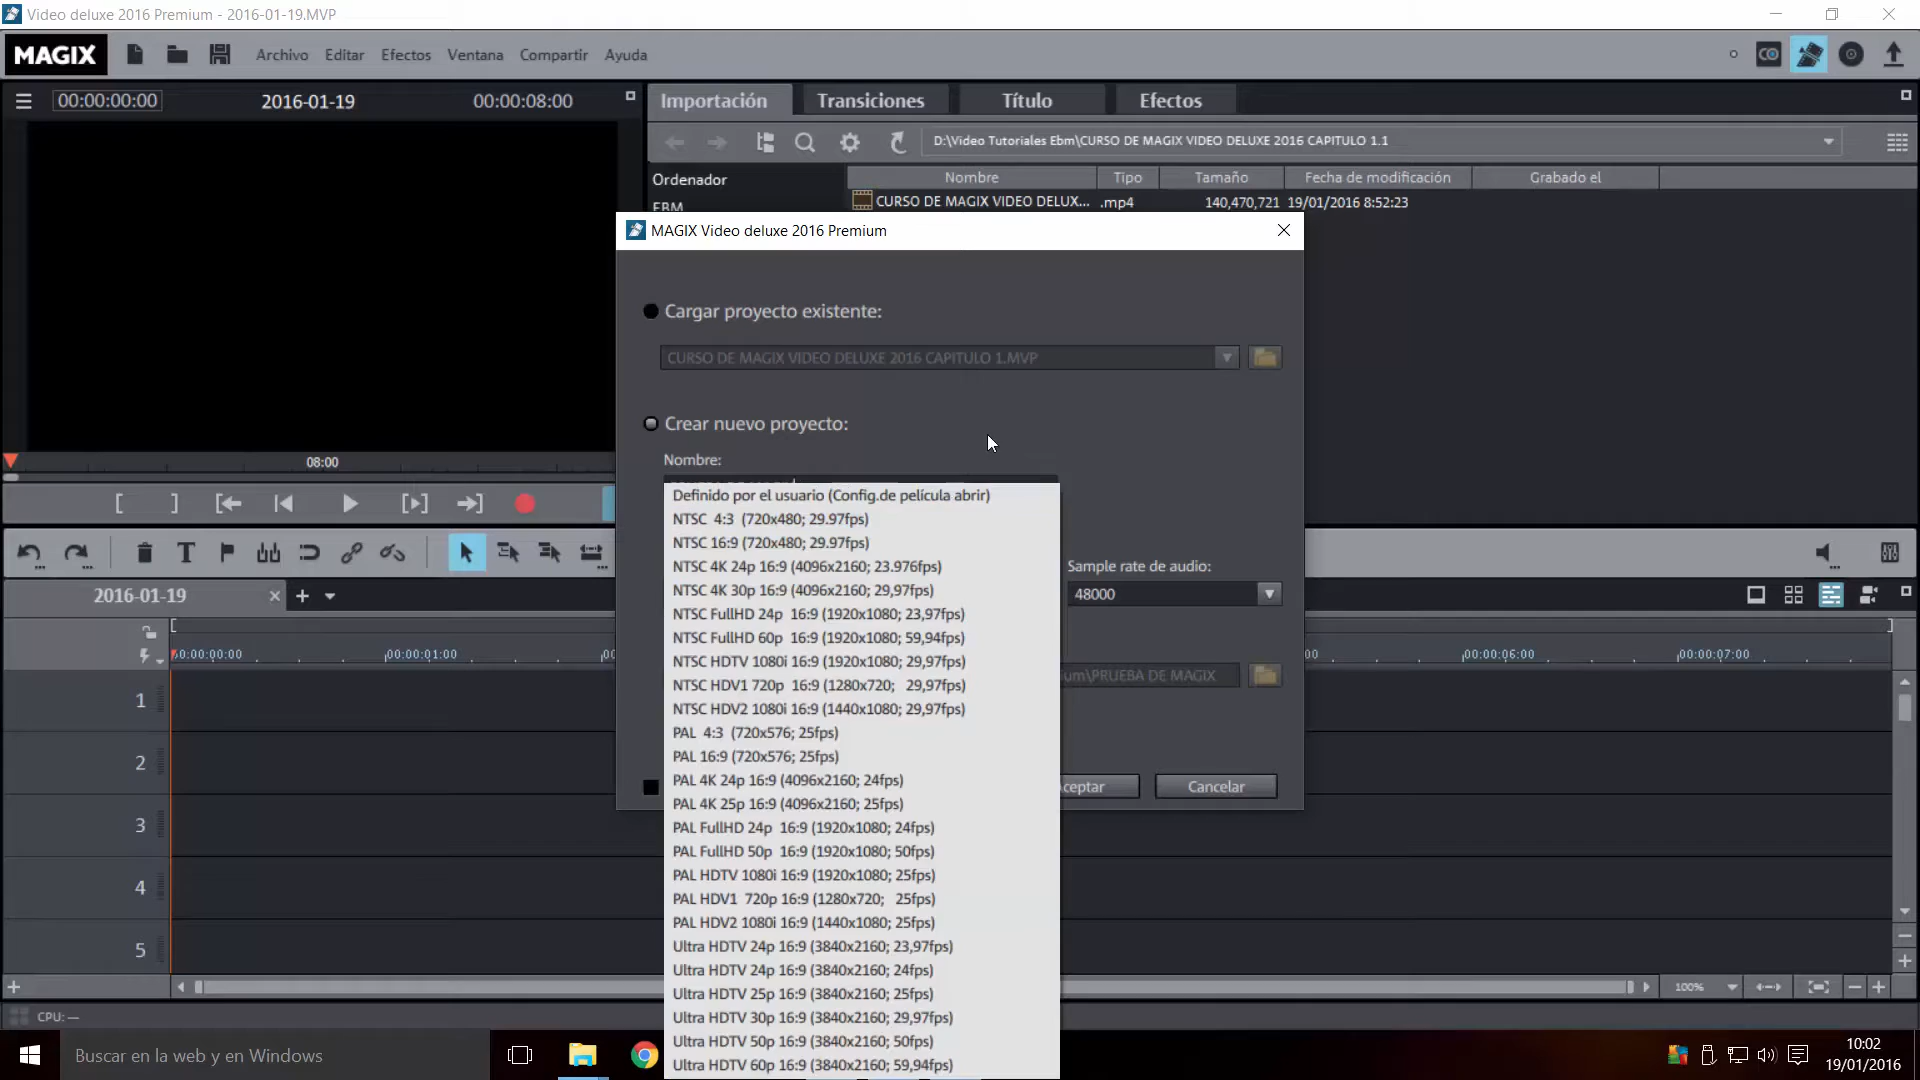 Video deluxe 2016 Premium - 2016-01-19.MVP
MAGIX
Archivo Editar Efectos Ventana Compartir Ayuda
00:00:00:00 2016-01-19 00:00:08:00
Importación Transiciones Título Efectos
D:\Video Tutoriales Ebm\CURSO DE MAGIX VIDEO DELUXE 2016 CAPITULO 1.1
Ordenador
Nombre Tipo Tamaño Fecha de modificación Grabado el
EBM
CURSO DE MAGIX VIDEO DELUX... .mp4 140,470,721 19/01/2016 8:52:23
MAGIX Video deluxe 2016 Premium
Cargar proyecto existente:
CURSO DE MAGIX VIDEO DELUXE 2016 CAPITULO 1.MVP
Crear nuevo proyecto:
Nombre:
08:00
Definido por el usuario (Config.de película abrir)
NTSC 4:3 (720x480; 29.97fps)
NTSC 16:9 (720x480; 29.97fps)
NTSC 4K 24p 16:9 (4096x2160; 23.976fps)
NTSC 4K 30p 16:9 (4096x2160; 29,97fps)
NTSC FullHD 24p 16:9 (1920x1080; 23,97fps)
NTSC FullHD 60p 16:9 (1920x1080; 59,94fps)
NTSC HDTV 1080i 16:9 (1920x1080; 29,97fps)
NTSC HDV1 720p 16:9 (1280x720; 29,97fps)
NTSC HDV2 1080i 16:9 (1440x1080; 29,97fps)
PAL 4:3 (720x576; 25fps)
PAL 16:9 (720x576; 25fps)
PAL 4K 24p 16:9 (4096x2160; 24fps)
PAL 4K 25p 16:9 (4096x2160; 25fps)
PAL FullHD 24p 16:9 (1920x1080; 24fps)
PAL FullHD 50p 16:9 (1920x1080; 50fps)
PAL HDTV 1080i 16:9 (1920x1080; 25fps)
PAL HDV1 720p 16:9 (1280x720; 25fps)
PAL HDV2 1080i 16:9 (1440x1080; 25fps)
Ultra HDTV 24p 16:9 (3840x2160; 23,97fps)
Ultra HDTV 24p 16:9 (3840x2160; 24fps)
Ultra HDTV 25p 16:9 (3840x2160; 25fps)
Ultra HDTV 30p 16:9 (3840x2160; 29,97fps)
Ultra HDTV 50p 16:9 (3840x2160; 50fps)
Ultra HDTV 60p 16:9 (3840x2160; 59,94fps)
Sample rate de audio:
48000
um\PRUEBA DE MAGIX
ceptar Cancelar
2016-01-19
00:00:00:00 00:00:01:00 00 00 00:00:06:00 00:00:07:00
1
2
3
4
5
100%
CPU: —
Buscar en la web y en Windows
10:02
19/01/2016